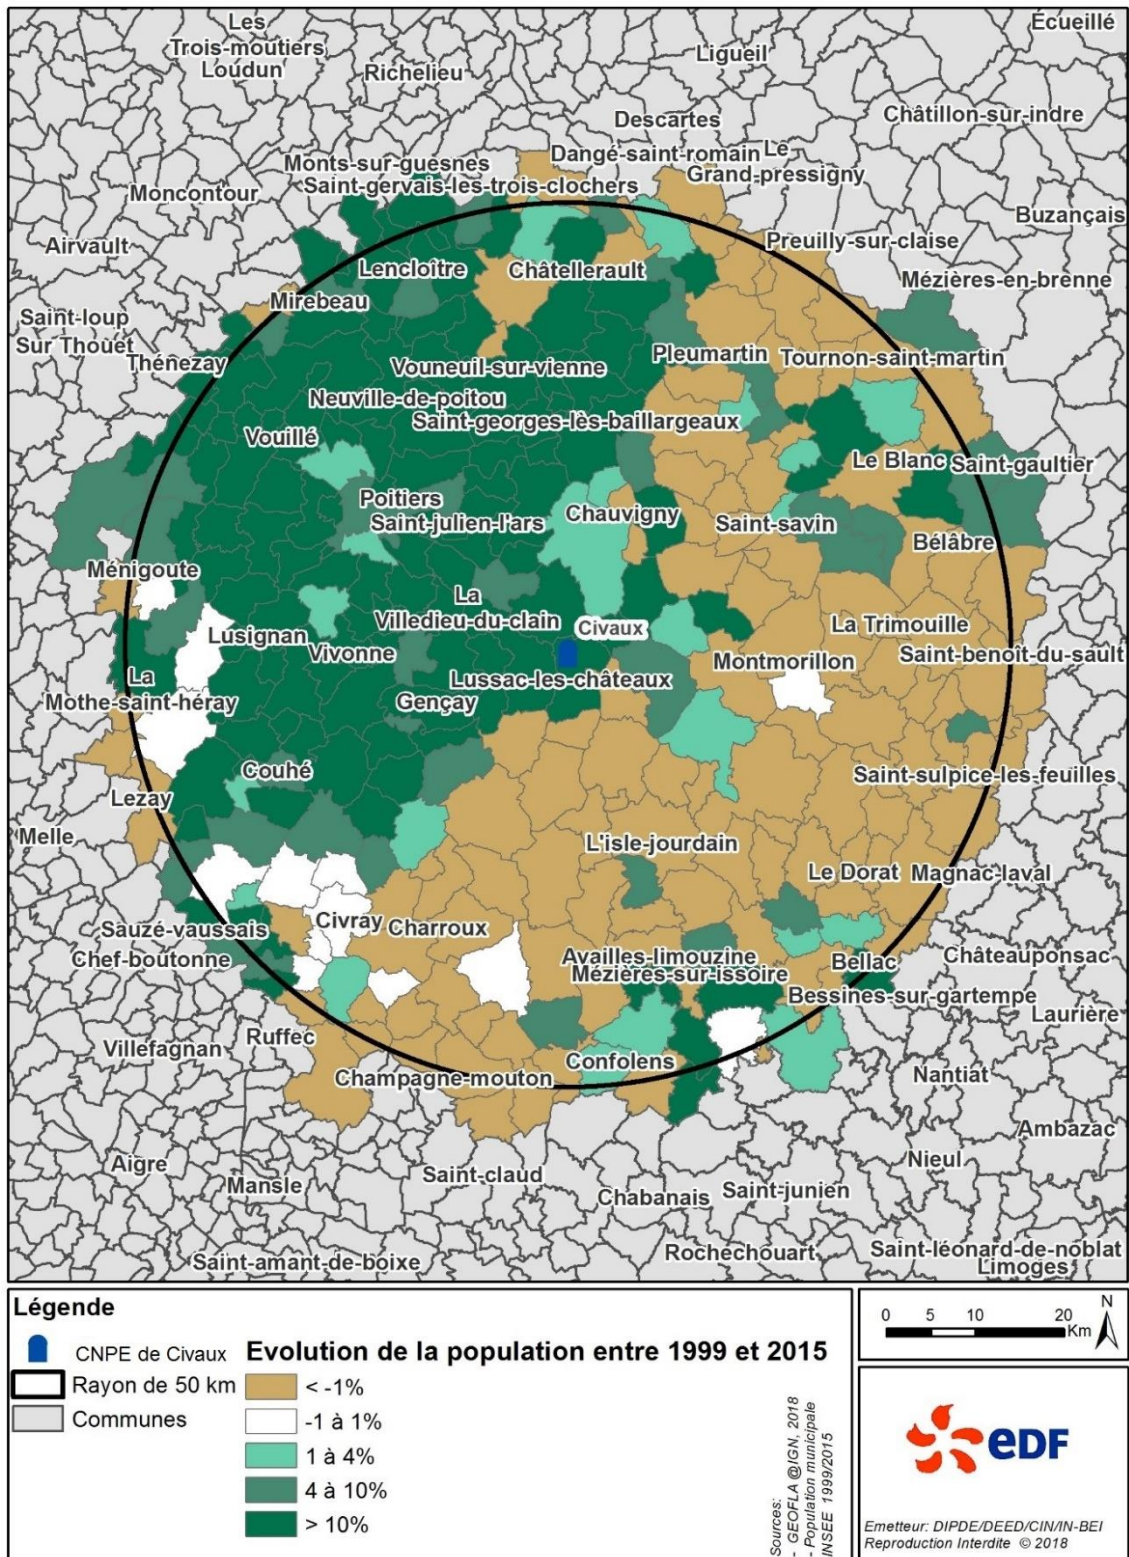 Les
Trois-moutiers
Loudun
Richelieu
Ligueil
Écueillé
Descartes
Châtillon-sur-indre
Monts-sur-guesnes
Dangé-saint-romain
Le
Grand-pressigny
Saint-gervais-les-trois-clochers
Moncontour
Buzançais
Airvault
Preuilly-sur-claise
Lencloître
Châtellerault
Mézières-en-brenne
Mirebeau
Saint-loup
Sur Thouet
Thénezay
Pleumartin
Tournon-saint-martin
Vouneuil-sur-vienne
Neuville-de-poitou
Saint-georges-lès-baillargeaux
Vouillé
Le Blanc
Saint-gaultier
Poitiers
Saint-julien-l'ars
Chauvigny
Saint-savin
Bélâbre
Ménigoute
La
Villedieu-du-clain
Civaux
La Trimouille
Lusignan
Vivonne
Saint-benoît-du-sault
Montmorillon
La
Mothe-saint-héray
Lussac-les-châteaux
Gençay
Couhé
Saint-sulpice-les-feuilles
Lezay
Melle
L'isle-jourdain
Le Dorat
Magnac-laval
Sauzé-vaussais
Civray
Charroux
Chef-boutonne
Availles-limouzine
Mézières-sur-issoire
Bellac
Châteauponsac
Bessines-sur-gartempe
Laurière
Ruffec
Villefagnan
Confolens
Champagne-mouton
Nantiat
Ambazac
Aigre
Mansle
Saint-claud
Nieul
Chabanais
Saint-junien
Saint-amant-de-boixe
Rochechouart
Saint-léonard-de-noblat
Limoges
Légende
CNPE de Civaux
Rayon de 50 km
Communes
Evolution de la population entre 1999 et 2015
< -1%
-1 à 1%
1 à 4%
4 à 10%
> 10%
Sources:
- GEOFLA @IGN, 2018
- Population municipale
INSEE 1999/2015
0 5 10 20
Km
N
eDF
Emetteur: DIPDE/DEED/CIN/IN-BEI
Reproduction Interdite © 2018